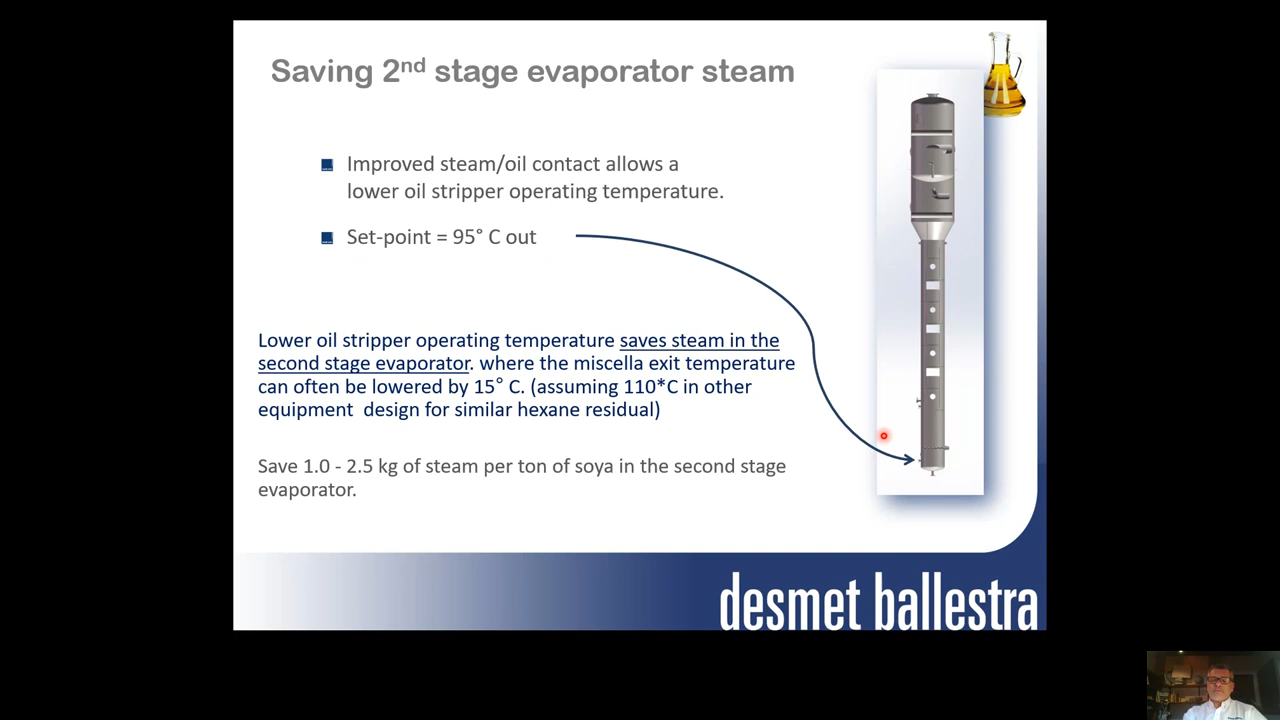 Saving 2nd stage evaporator steam
Improved steam/oil contact allows a
lower oil stripper operating temperature.
Set-point = 95° C out
Lower oil stripper operating temperature saves steam in the
second stage evaporator. where the miscella exit temperature
can often be lowered by 15° C. (assuming 110*C in other
equipment design for similar hexane residual)
Save 1.0 - 2.5 kg of steam per ton of soya in the second stage
evaporator.
desmet ballestra